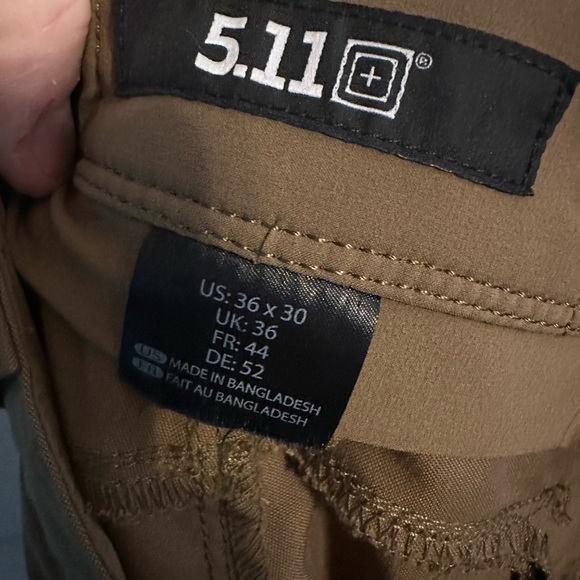 5.11®
US: 36 x 30
UK: 36
FR: 44
DE: 52
US MADE IN BANGLADESH
FR FAIT AU BANGLADESH